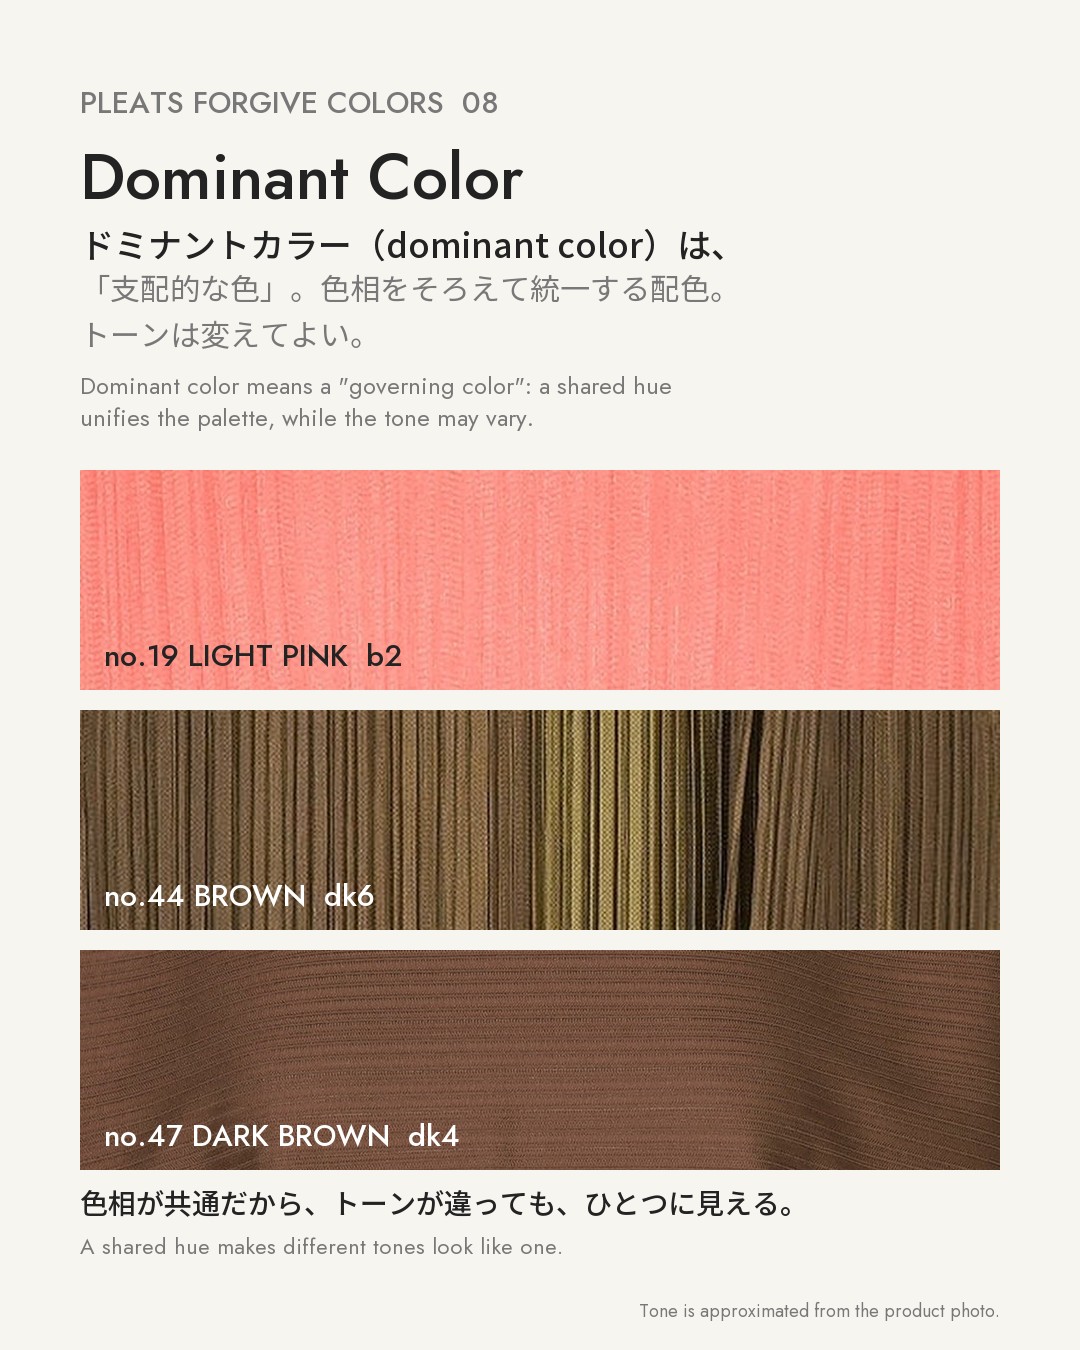 PLEATS FORGIVE COLORS 08
Dominant Color
ドミナントカラー（dominant color）は、
「支配的な色」。色相をそろえて統一する配色。
トーンは変えてよい。
Dominant color means a "governing color": a shared hue
unifies the palette, while the tone may vary.
no.19 LIGHT PINK b2
no.44 BROWN dk6
no.47 DARK BROWN dk4
色相が共通だから、トーンが違っても、ひとつに見える。
A shared hue makes different tones look like one.
Tone is approximated from the product photo.